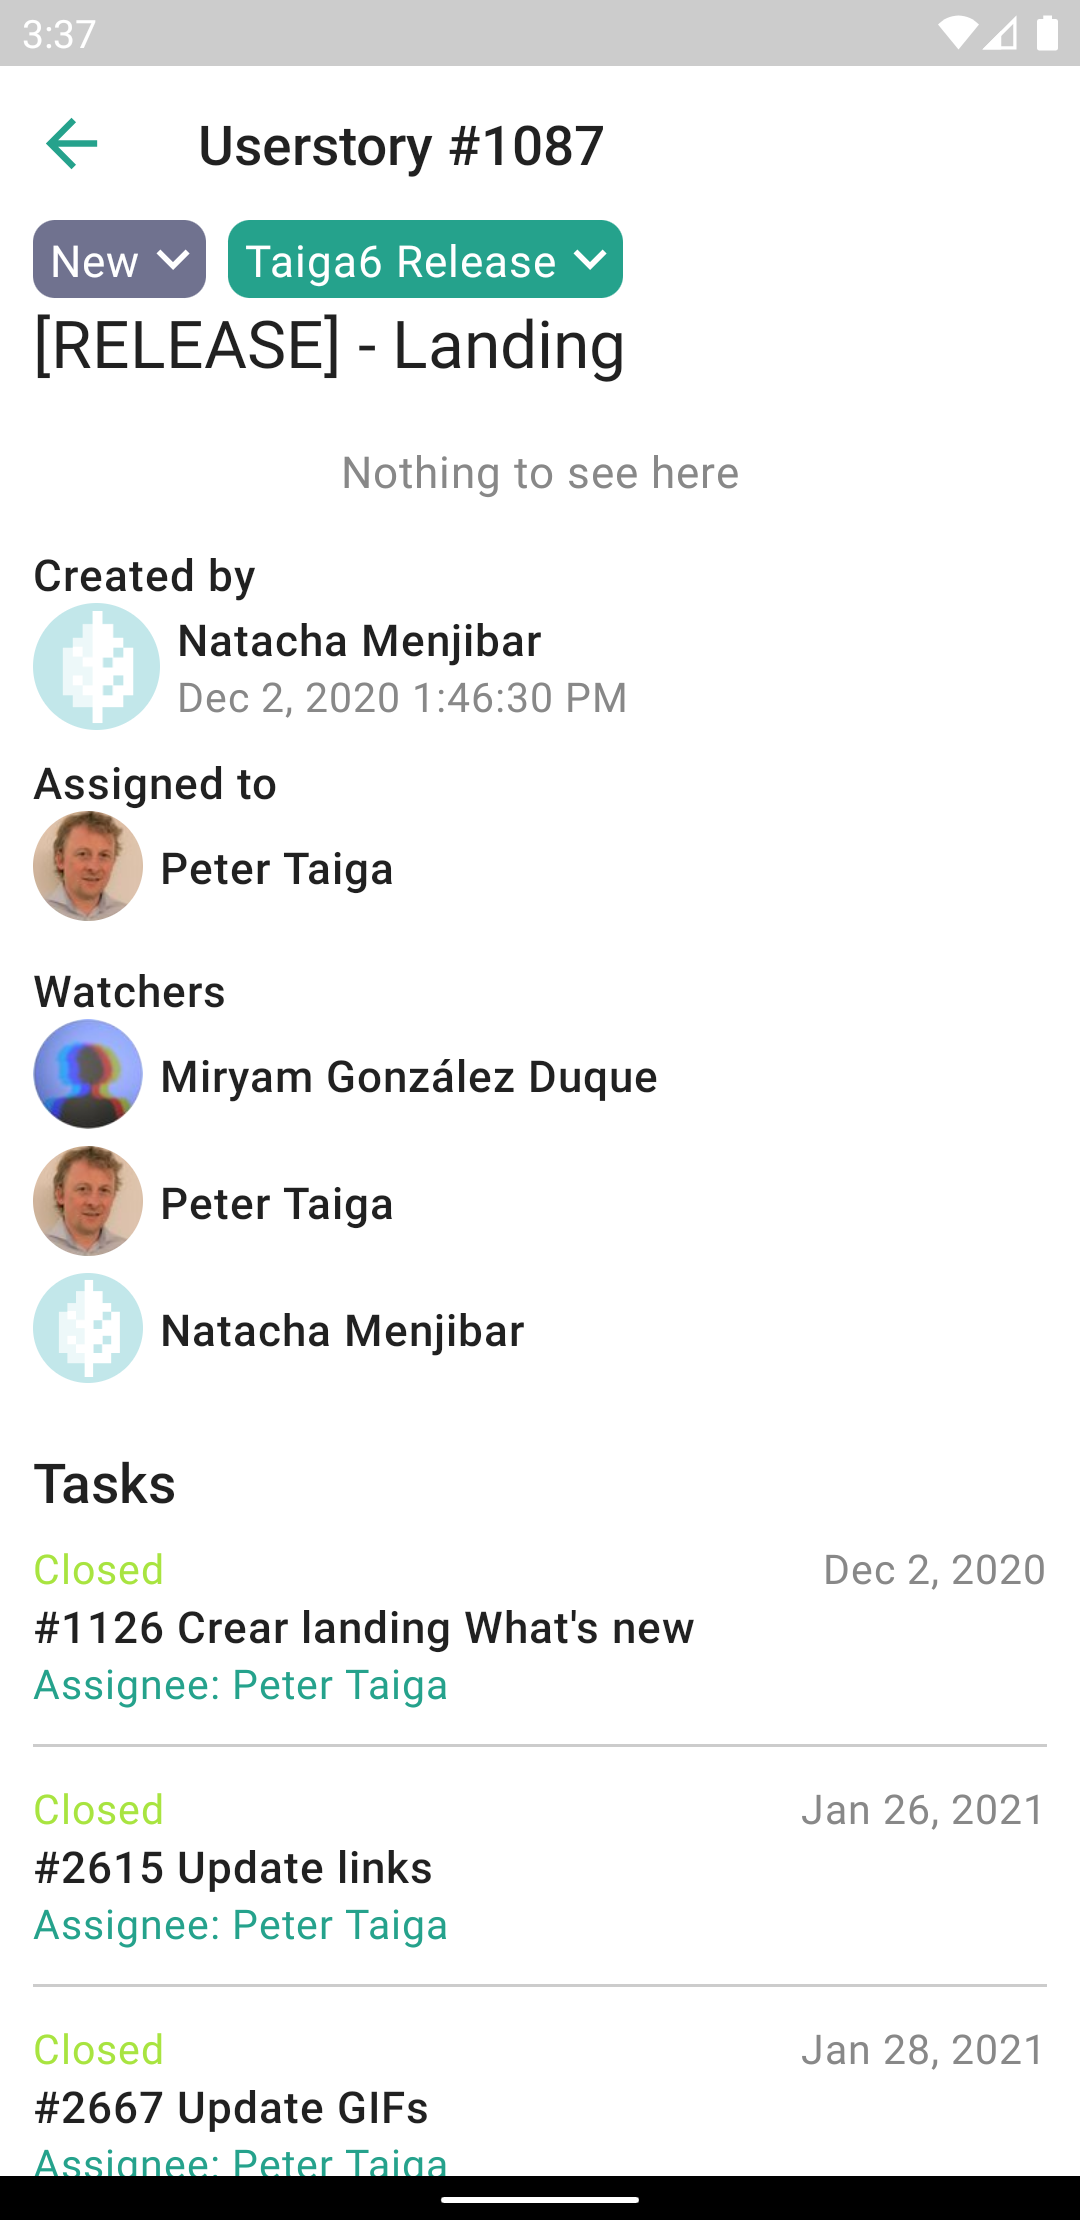 3:37
Userstory #1087
New
Taiga6 Release
[RELEASE] - Landing
Nothing to see here
Created by
Natacha Menjibar
Dec 2, 2020 1:46:30 PM
Assigned to
Peter Taiga
Watchers
Miryam González Duque
Peter Taiga
Natacha Menjibar
Tasks
Closed
Dec 2, 2020
#1126 Crear landing What's new
Assignee: Peter Taiga
Closed
Jan 26, 2021
#2615 Update links
Assignee: Peter Taiga
Closed
Jan 28, 2021
#2667 Update GIFs
Assignee: Peter Taiga